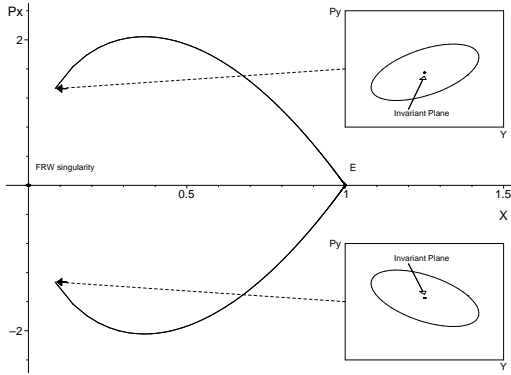 Px
Py
2
Invariant Plane
Y
FRW singularity
E
0.5
1
1.5
X
Py
Invariant Plane
−2
Y